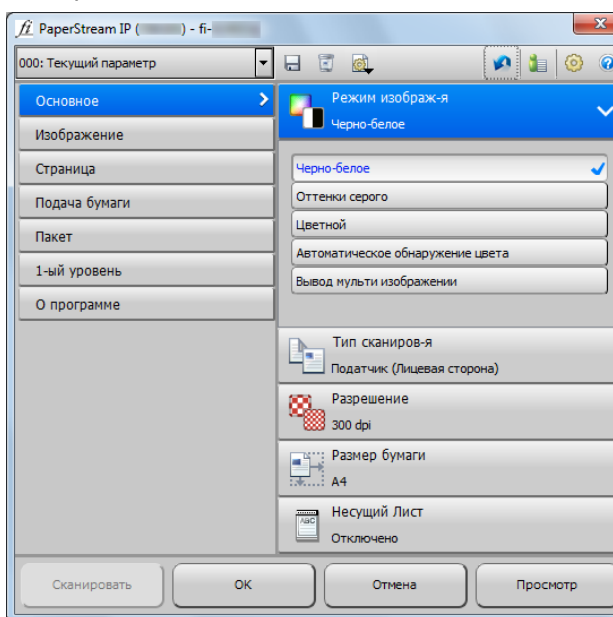 fi PaperStream IP ( ) - fi-
000: Текущий параметр
Основное
Изображение
Страница
Подача бумаги
Пакет
1-ый уровень
О программе
Режим изображ-я
Черно-белое
Черно-белое
Оттенки серого
Цветной
Автоматическое обнаружение цвета
Вывод мульти изображении
Тип сканиров-я
Податчик (Лицевая сторона)
Разрешение
300 dpi
Размер бумаги
A4
ABC
Несущий Лист
Отключено
Сканировать
OK
Отмена
Просмотр